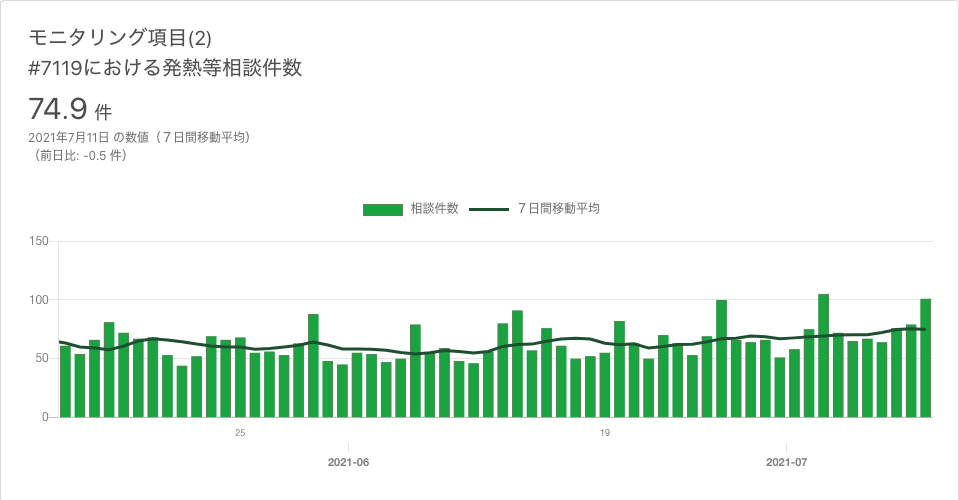 モニタリング項目(2)
#7119における発熱等相談件数
74.9 件
2021年7月11日 の数値（７日間移動平均）
（前日比: -0.5 件）
相談件数 ７日間移動平均
150
100
50
0
25 19
2021-06 2021-07